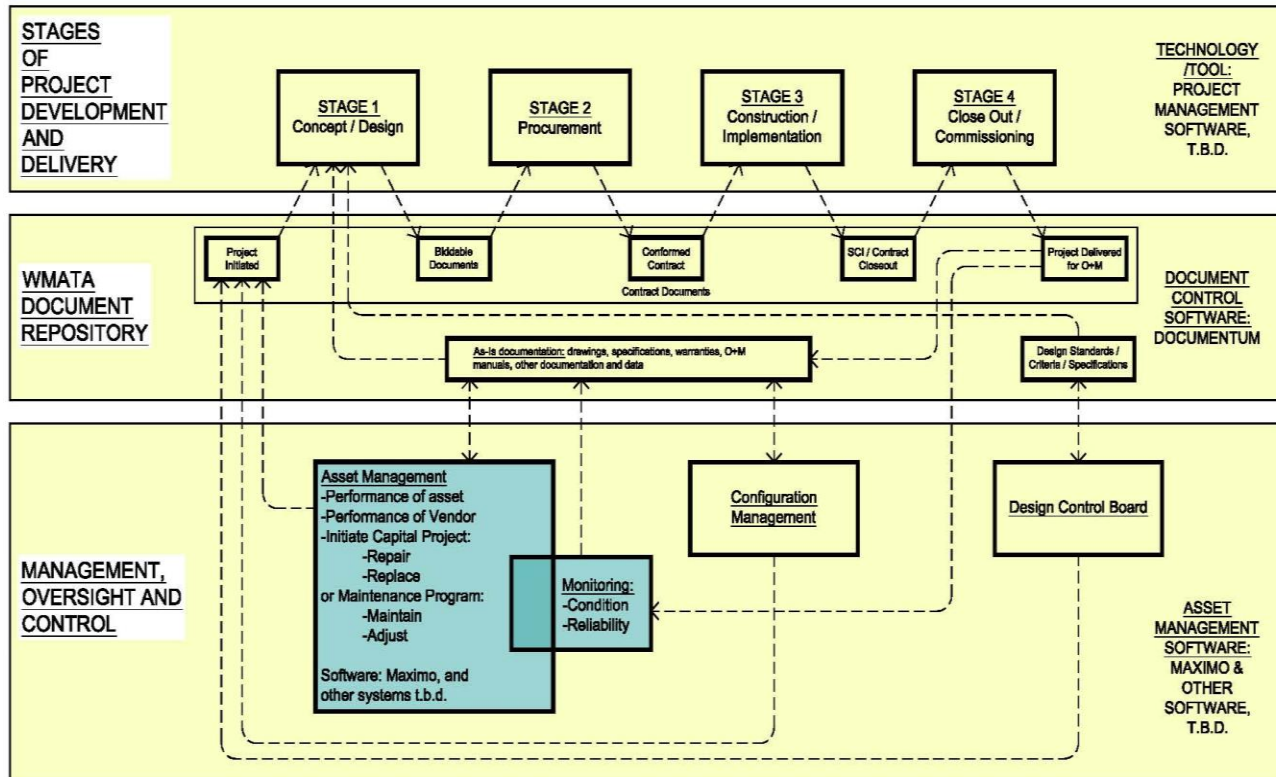 STAGES
OF
PROJECT
DEVELOPMENT
AND
DELIVERY
STAGE 1
Concept / Design
STAGE 2
Procurement
STAGE 3
Construction /
Implementation
STAGE 4
Close Out /
Commissioning
TECHNOLOGY
/TOOL:
PROJECT
MANAGEMENT
SOFTWARE,
T.B.D.
WMATA
DOCUMENT
REPOSITORY
Project
Initiated
Biddable
Documents
Conformed
Contract
SCI / Contract
Closeout
Project Delivered
for O+M
Contract Documents
As-Is documentation: drawings, specifications, warranties, O+M
manuals, other documentation and data
Design Standards /
Criteria / Specifications
DOCUMENT
CONTROL
SOFTWARE:
DOCUMENTUM
MANAGEMENT,
OVERSIGHT AND
CONTROL
Asset Management
-Performance of asset
-Performance of Vendor
-Initiate Capital Project:
-Repair
-Replace
or Maintenance Program:
-Maintain
-Adjust
Software: Maximo, and
other systems t.b.d.
Monitoring:
-Condition
-Reliability
Configuration
Management
Design Control Board
ASSET
MANAGEMENT
SOFTWARE:
MAXIMO &
OTHER
SOFTWARE,
T.B.D.